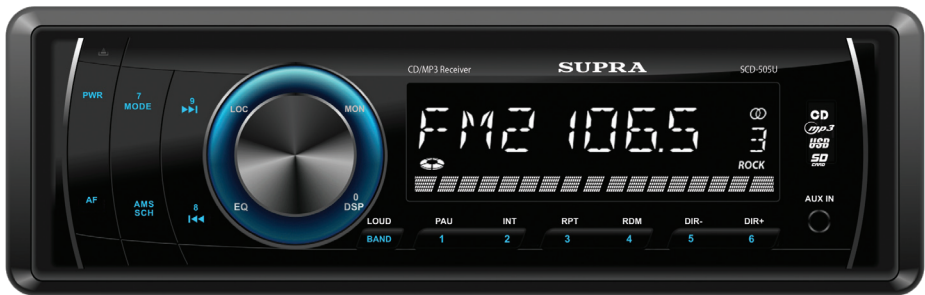 CD/MP3 Receiver SUPRA SCD-505U
PWR
7
MODE
9
LOC MON
FM2 106.5
3
ROCK
CD
mp3
USB
SD
CARD
AF
AMS
SCH
8
EQ
0
DSP
AUX IN
LOUD PAU INT RPT RDM DIR- DIR+
BAND 1 2 3 4 5 6